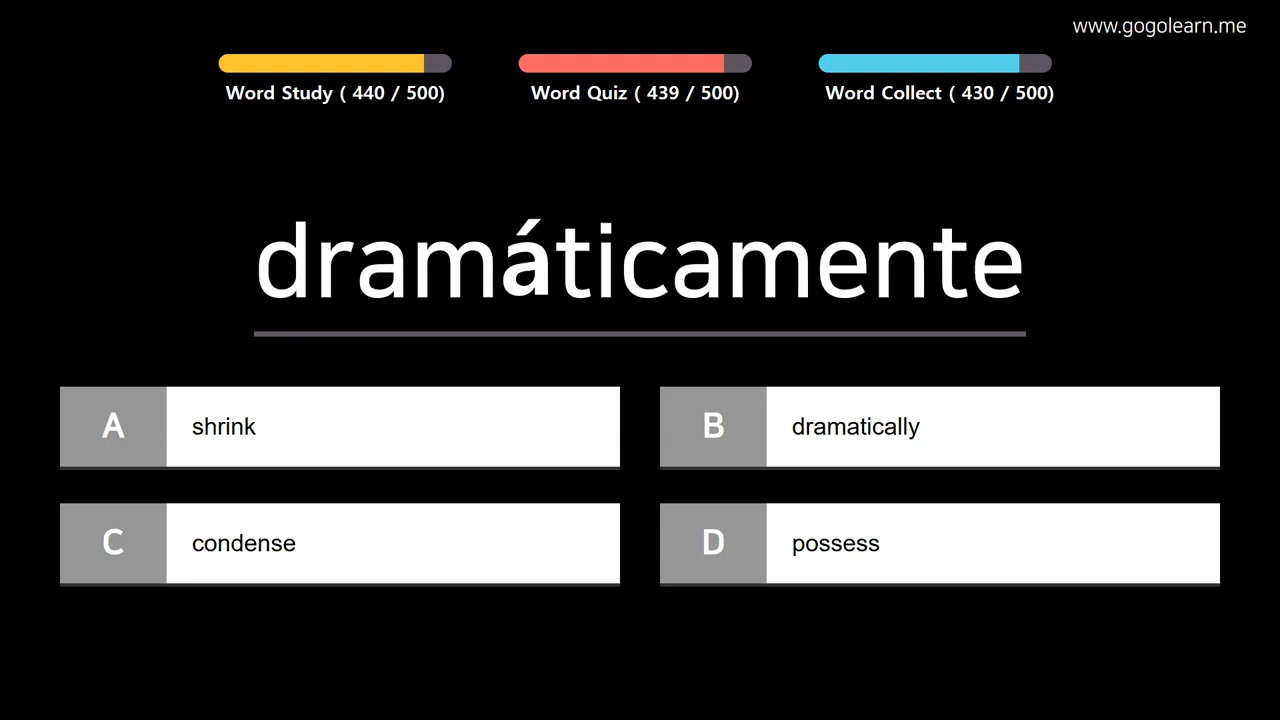 www.gogolearn.me
Word Study ( 440 / 500)
Word Quiz ( 439 / 500)
Word Collect ( 430 / 500)
dramáticamente
A shrink
B dramatically
C condense
D possess